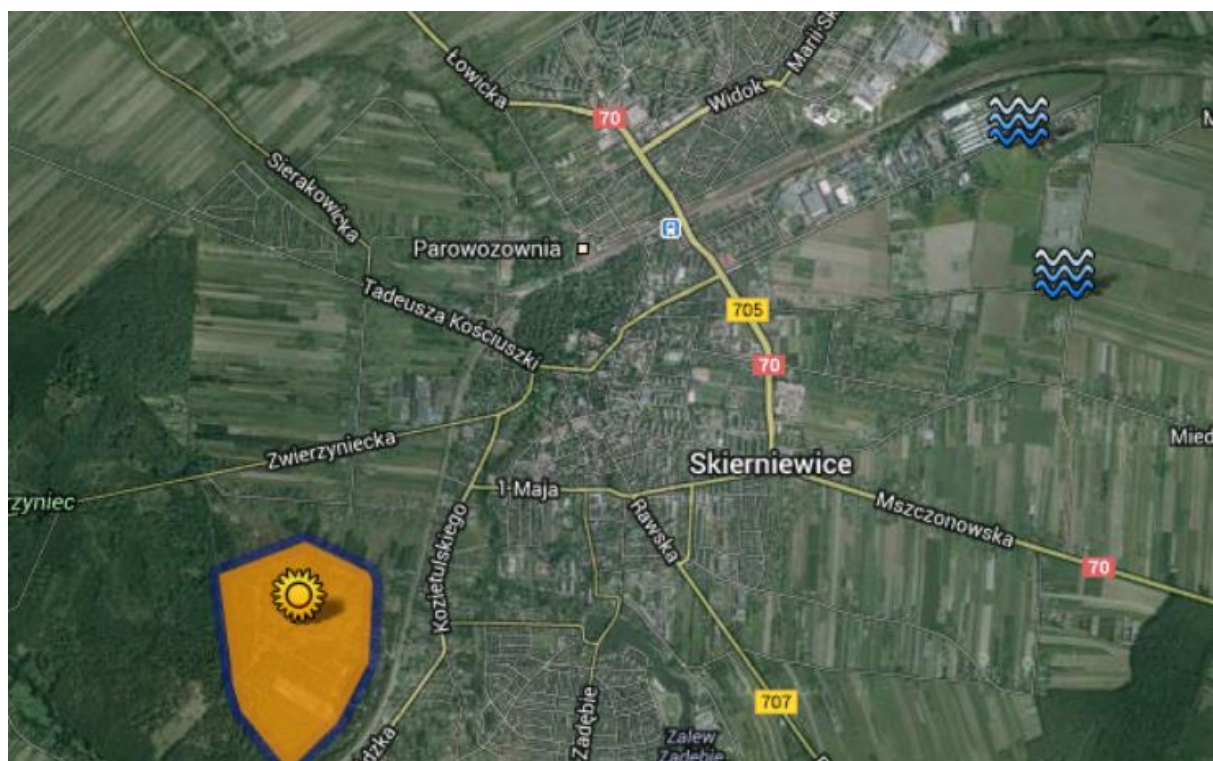 Łowicka
70
Widok
Sierakowicka
Parowozownia
Tadeusza Kościuszki
705
70
Zwierzyniecka
Skierniewice
Mied
rzyniec
1 Maja
Mszczonowska
Kozietulskiego
Rawska
70
707
Zadębie
Zalew
Zadębie